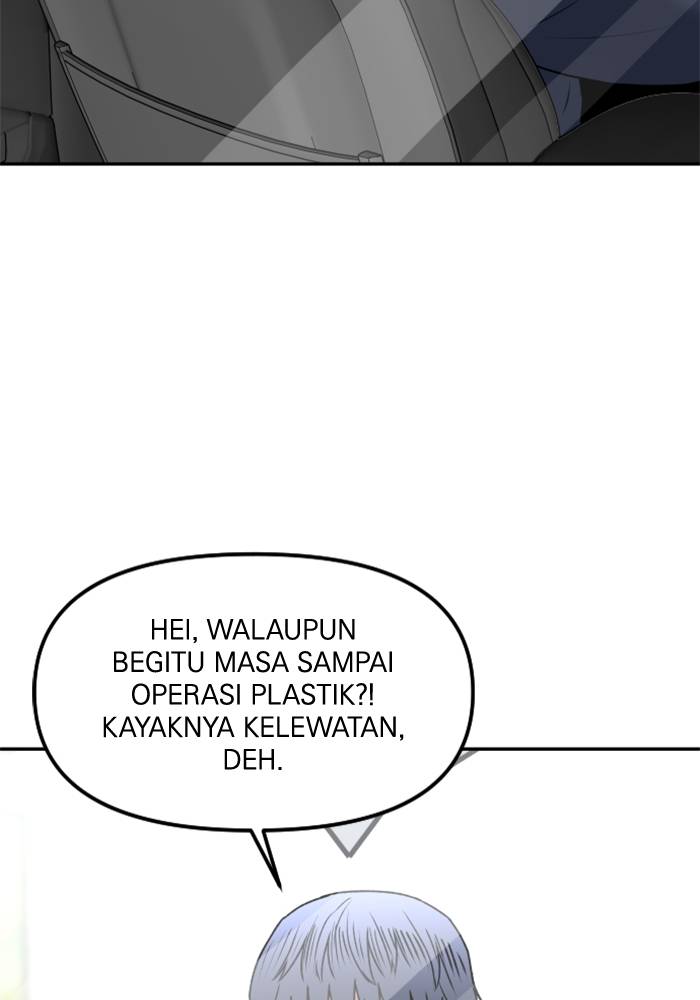 HEI, WALAUPUN
BEGITU MASA SAMPAI
OPERASI PLASTIK?!
KAYAKNYA KELEWATAN,
DEH.